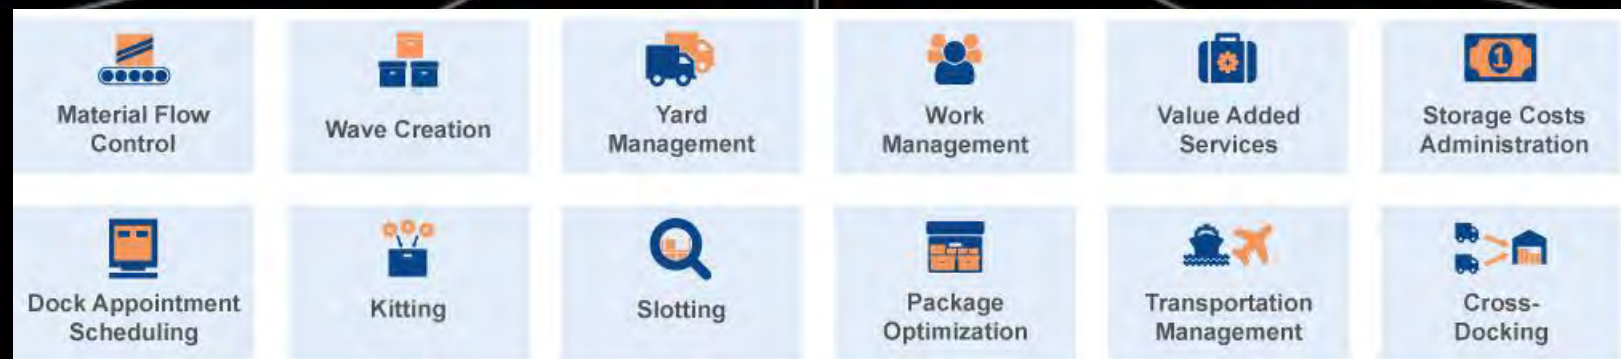 1
Material Flow
Control
Wave Creation
Yard
Management
Work
Management
Value Added
Services
Storage Costs
Administration
Dock Appointment
Scheduling
Kitting
Slotting
Package
Optimization
Transportation
Management
Cross-
Docking